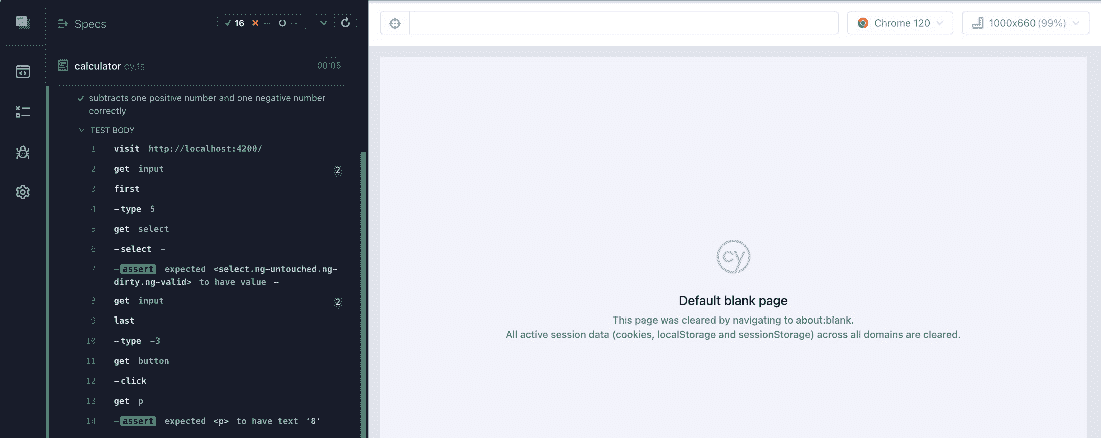 Specs
✓ 16 × -- --
Chrome 120
1000x660 (99%)
calculator cy.ts
00:05
subtracts one positive number and one negative number
correctly
TEST BODY
1 visit http://localhost:4200/
2 get input 2
3 first
4 -type 5
5 get select
6 -select -
7 -assert expected <select.ng-untouched.ng-
dirty.ng-valid> to have value -
8 get input 2
9 last
10 -type -3
11 get button
12 -click
13 get p
14 -assert expected <p> to have text '8'
cy
Default blank page
This page was cleared by navigating to about:blank.
All active session data (cookies, localStorage and sessionStorage) across all domains are cleared.